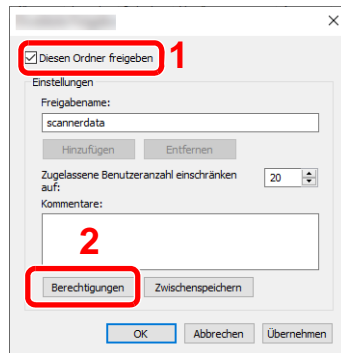 Diesen Ordner freigeben
1
Einstellungen
Freigabename:
scannerdata
Hinzufügen
Entfernen
Zugelassene Benutzeranzahl einschränken
auf:
20
Kommentare:
2
Berechtigungen
Zwischenspeichern
OK
Abbrechen
Übernehmen